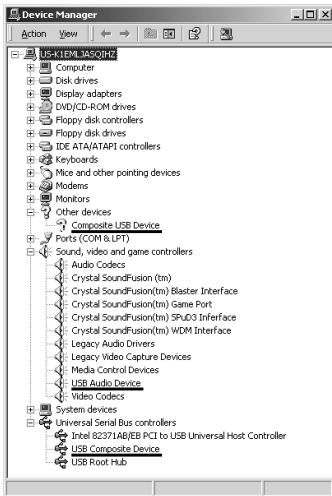 Device Manager
Action View
US-K1EMLJASQIHZ
Computer
Disk drives
Display adapters
DVD/CD-ROM drives
Floppy disk controllers
Floppy disk drives
IDE ATA/ATAPI controllers
Keyboards
Mice and other pointing devices
Modems
Monitors
Other devices
Composite USB Device
Ports (COM & LPT)
Sound, video and game controllers
Audio Codecs
Crystal SoundFusion (tm)
Crystal SoundFusion(tm) Blaster Interface
Crystal SoundFusion(tm) Game Port
Crystal SoundFusion(tm) SPuD3 Inferface
Crystal SoundFusion(tm) WDM Interface
Legacy Audio Drivers
Legacy Video Capture Devices
Media Control Devices
USB Audio Device
Video Codecs
System devices
Universal Serial Bus controllers
Intel 82371AB/EB PCI to USB Universal Host Controller
USB Composite Device
USB Root Hub